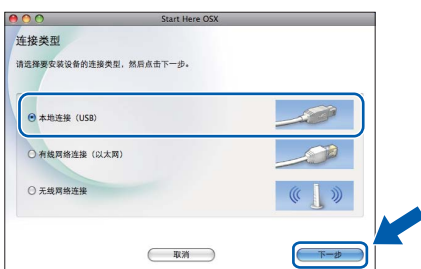 Start Here OSX
连接类型
请选择要安装设备的连接类型，然后点击下一步。
本地连接（USB）
有线网络连接（以太网）
无线网络连接
取消
下一步